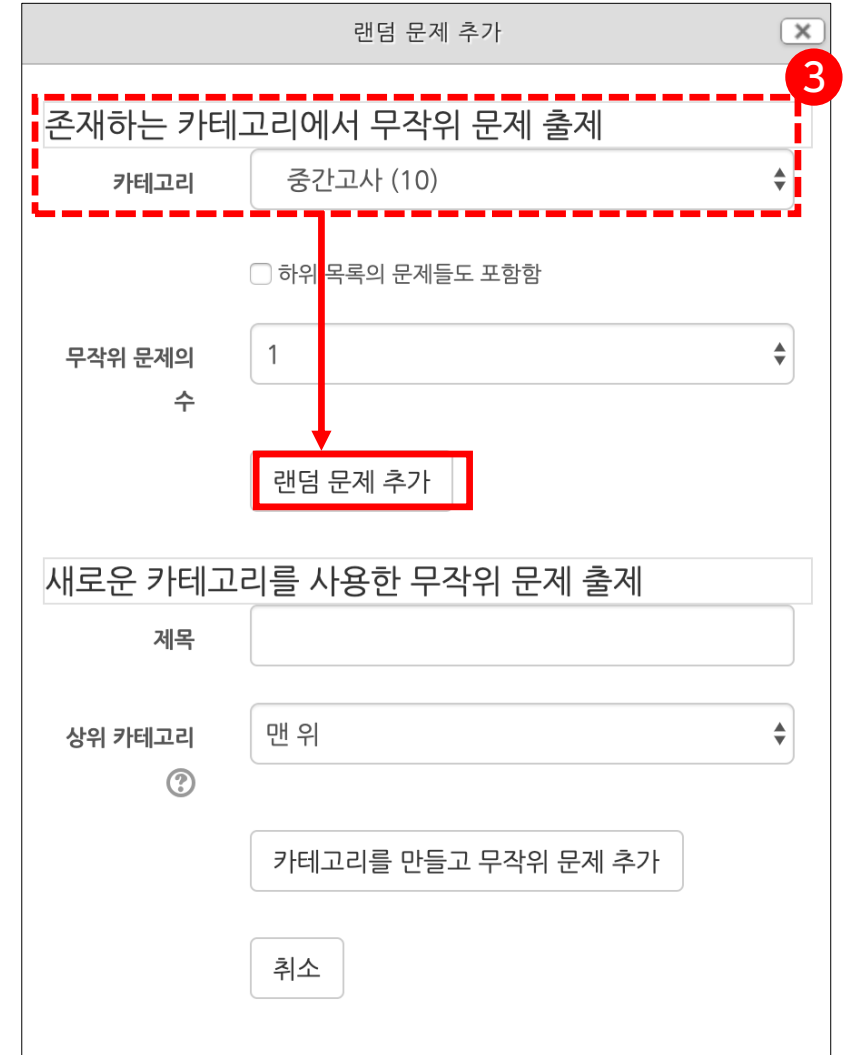 랜덤 문제 추가
3
존재하는 카테고리에서 무작위 문제 출제
카테고리
중간고사 (10)
하위 목록의 문제들도 포함함
무작위 문제의
수
1
랜덤 문제 추가
새로운 카테고리를 사용한 무작위 문제 출제
제목
상위 카테고리
맨 위
?
카테고리를 만들고 무작위 문제 추가
취소